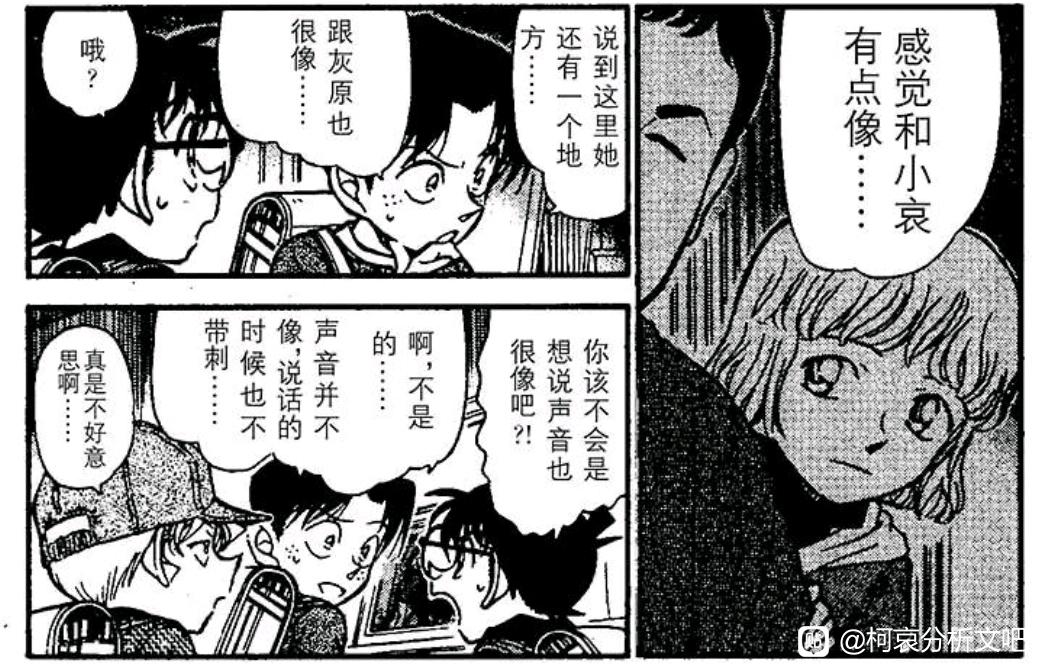 感觉和小哀
有点像……
说到这里她
还有一个地
方……
跟灰原也
很像……
哦？
你该不会是
想说声音也
很像吧?!
啊，不是
的……
声音并不
像，说话的
时候也不
带刺……
真是不好意
思啊……
@柯哀分析文吧